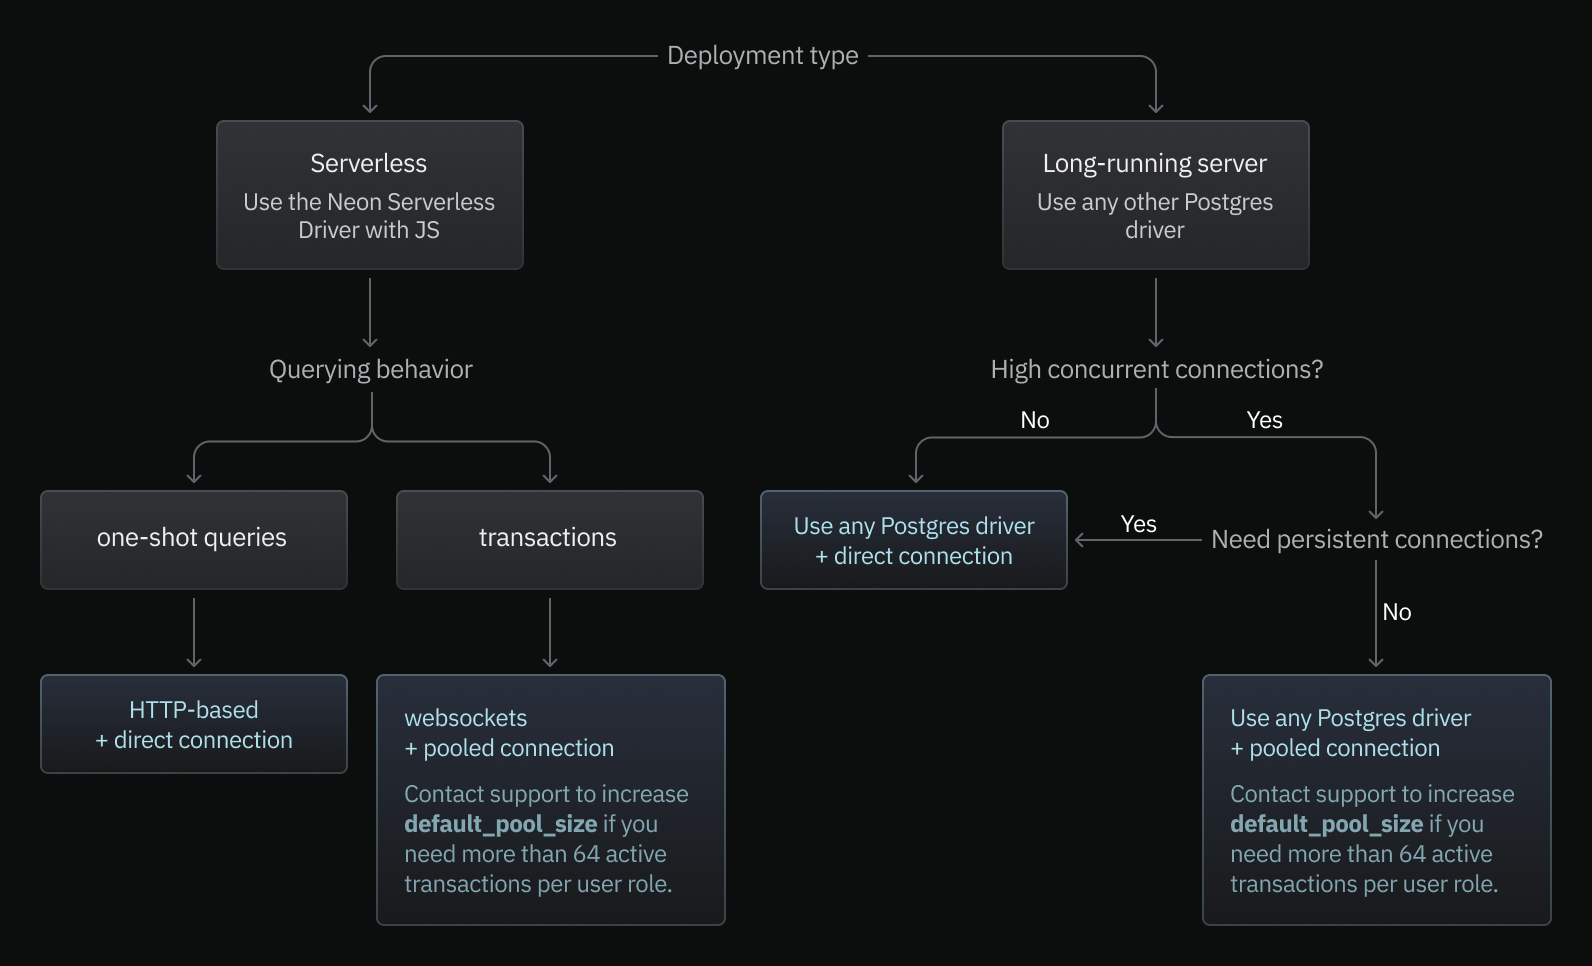 Deployment type
Serverless
Use the Neon Serverless
Driver with JS
Long-running server
Use any other Postgres
driver
Querying behavior
High concurrent connections?
No
Yes
one-shot queries
transactions
Use any Postgres driver
+ direct connection
Yes
Need persistent connections?
No
HTTP-based
+ direct connection
websockets
+ pooled connection
Contact support to increase
default_pool_size if you
need more than 64 active
transactions per user role.
Use any Postgres driver
+ pooled connection
Contact support to increase
default_pool_size if you
need more than 64 active
transactions per user role.